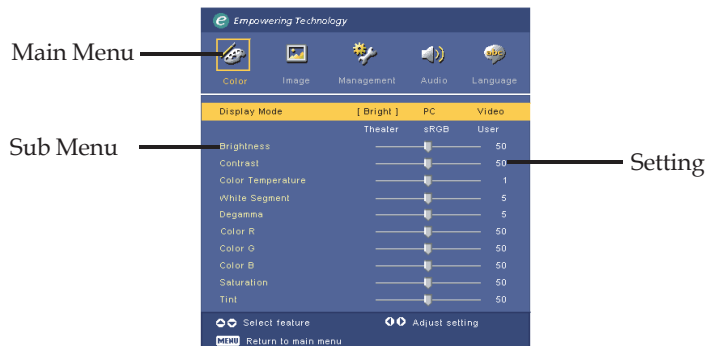 Empowering Technology
Main Menu
Color Image Management Audio Language
abc
Display Mode [ Bright ] PC Video
Theater sRGB User
Sub Menu
Brightness 50
Setting
Contrast 50
Color Temperature 1
White Segment 5
Degamma 5
Color R 50
Color G 50
Color B 50
Saturation 50
Tint 50
Select feature Adjust setting
MENU Return to main menu